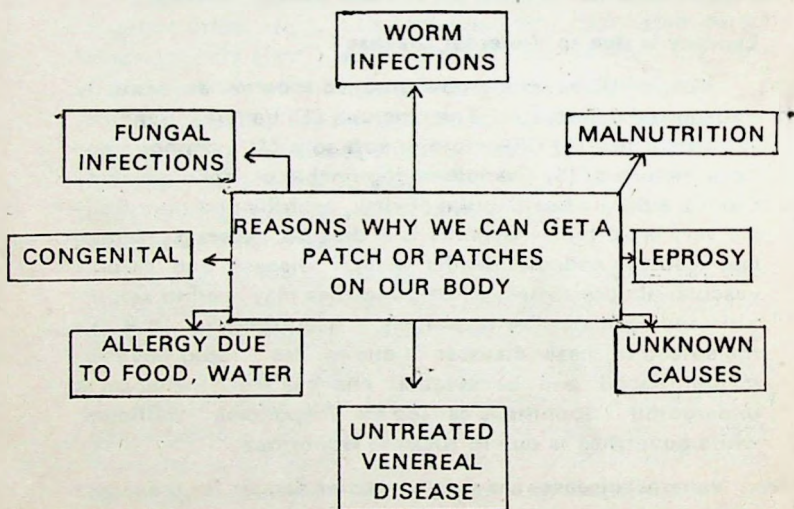 WORM
INFECTIONS
FUNGAL
INFECTIONS
MALNUTRITION
REASONS WHY WE CAN GET A
PATCH OR PATCHES
ON OUR BODY
CONGENITAL
LEPROSY
ALLERGY DUE
TO FOOD, WATER
UNKNOWN
CAUSES
UNTREATED
VENEREAL
DISEASE